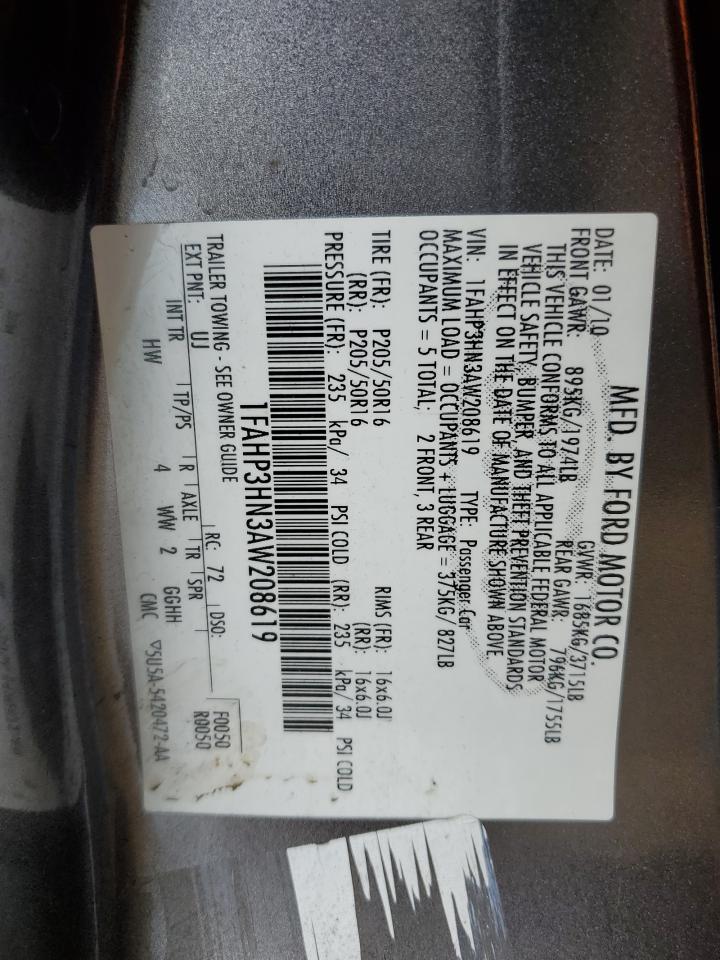 MFD. BY FORD MOTOR CO.
DATE: 01/10 GVWR: 1685KG/3715LB
FRONT GAWR: 895KG/1974LB REAR GAWR: 796KG/1755LB
THIS VEHICLE CONFORMS TO ALL APPLICABLE FEDERAL MOTOR
VEHICLE SAFETY, BUMPER, AND THEFT PREVENTION STANDARDS
IN EFFECT ON THE DATE OF MANUFACTURE SHOWN ABOVE
VIN: 1FAHP3HN3AW208619 TYPE: Passenger Car
MAXIMUM LOAD = OCCUPANTS + LUGGAGE = 375KG/827LB
OCCUPANTS = 5 TOTAL; 2 FRONT, 3 REAR
TIRE (FR): P205/50R16 RIMS (FR): 16x6.0J
(RR): P205/50R16 (RR): 16x6.0J
PRESSURE (FR): 235 kPa/ 34 PSI COLD (RR): 235 kPa/ 34 PSI COLD
1FAHP3HN3AW208619
TRAILER TOWING - SEE OWNER GUIDE
EXT PNT: UJ RC: 72 DSO: F0050
R0050
INT TR TP/PS R AXLE TR SPR
HW 4 WW 2 GGHH
CMC ▽5U5A-5420472-AA